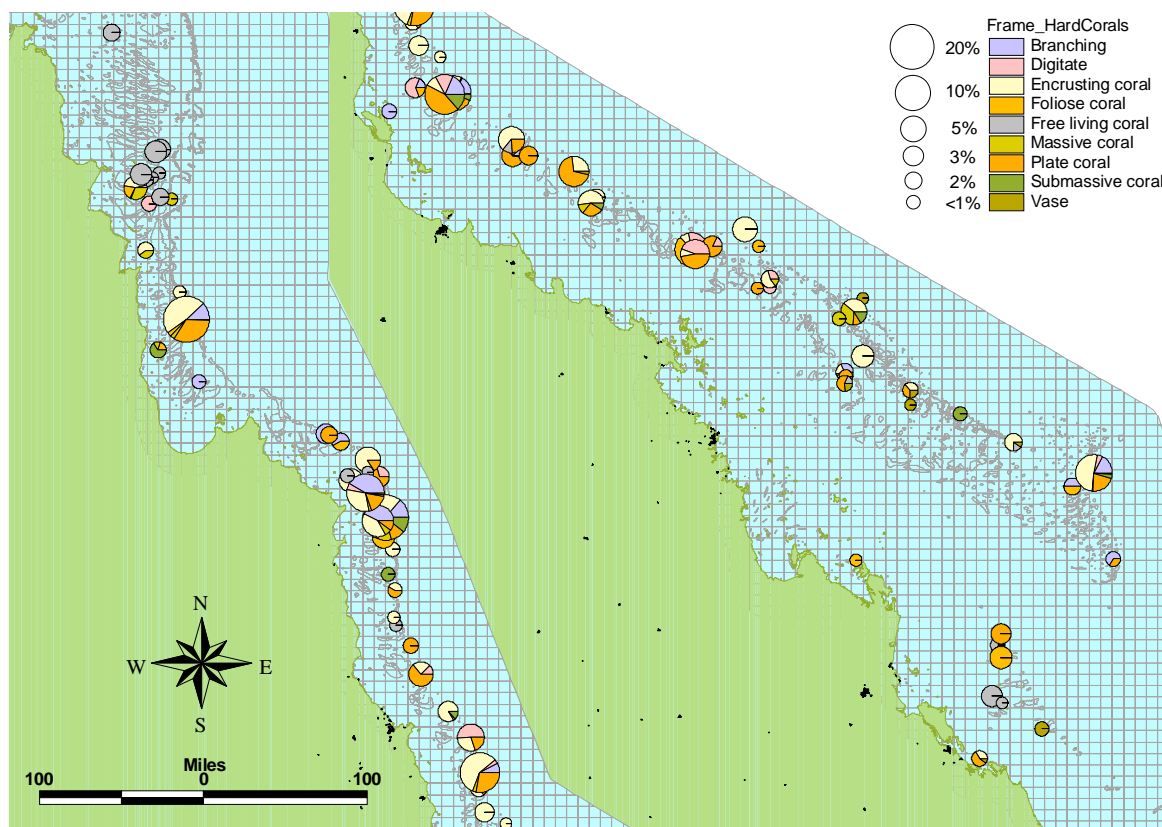 Frame_HardCorals
20%
Branching
Digitate
10%
Encrusting coral
Foliose coral
5%
Free living coral
Massive coral
3%
Plate coral
2%
Submassive coral
<1%
Vase
N
W
E
S
Miles
100
0
100